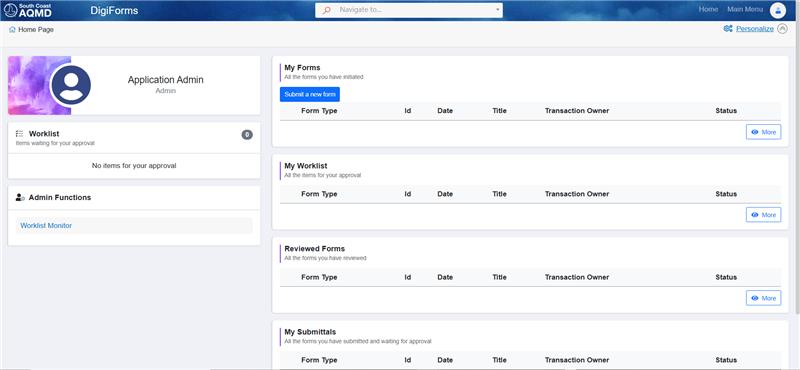 South Coast
AQMD
DigiForms
Navigate to...
Home
Main Menu
Home Page
Personalize
Application Admin
Admin
Worklist
0
Items waiting for your approval
No items for your approval
Admin Functions
Worklist Monitor
My Forms
All the forms you have initiated
Submit a new form
Form Type Id Date Title Transaction Owner Status
More
My Worklist
All the items for your approval
Form Type Id Date Title Transaction Owner Status
More
Reviewed Forms
All the forms you have reviewed
Form Type Id Date Title Transaction Owner Status
More
My Submittals
All the forms you have submitted and waiting for approval
Form Type Id Date Title Transaction Owner Status